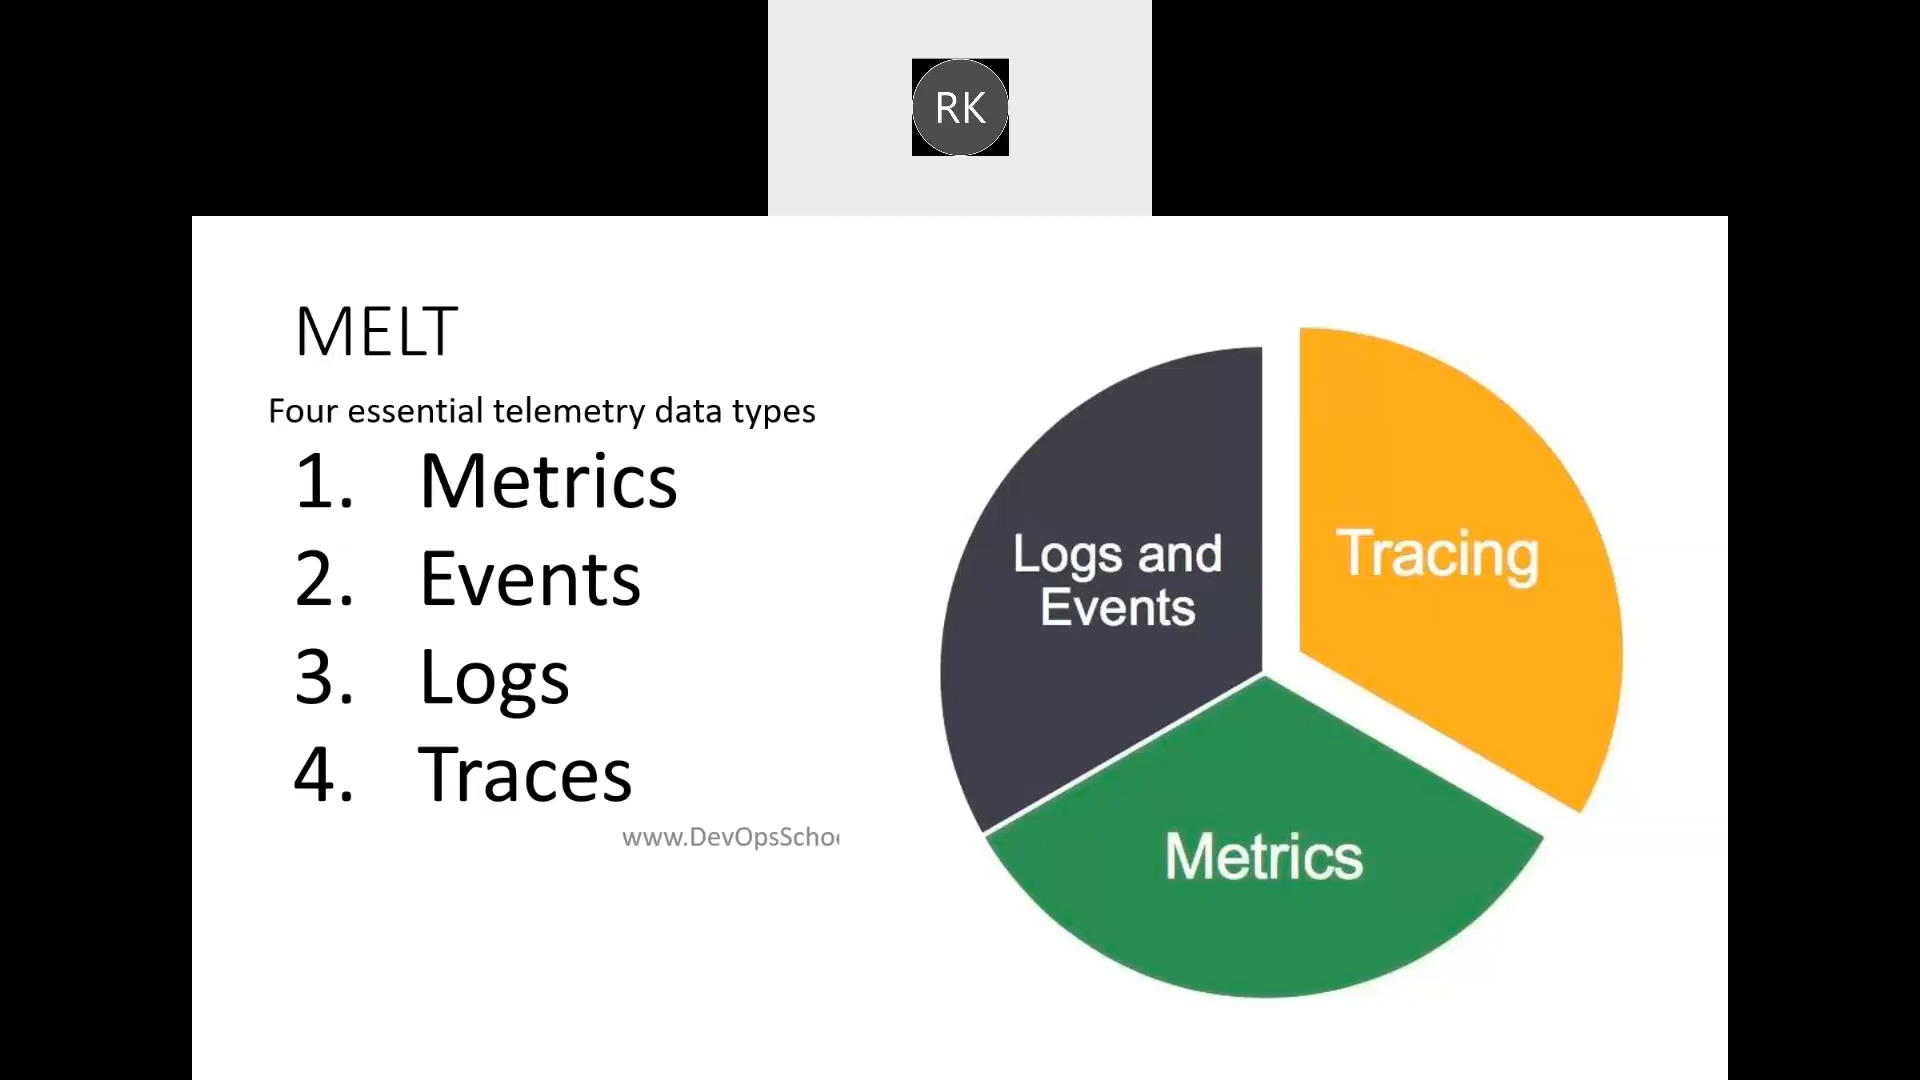 RK
MELT
Four essential telemetry data types
1. Metrics
2. Events
3. Logs
4. Traces
Logs and
Events
Tracing
Metrics